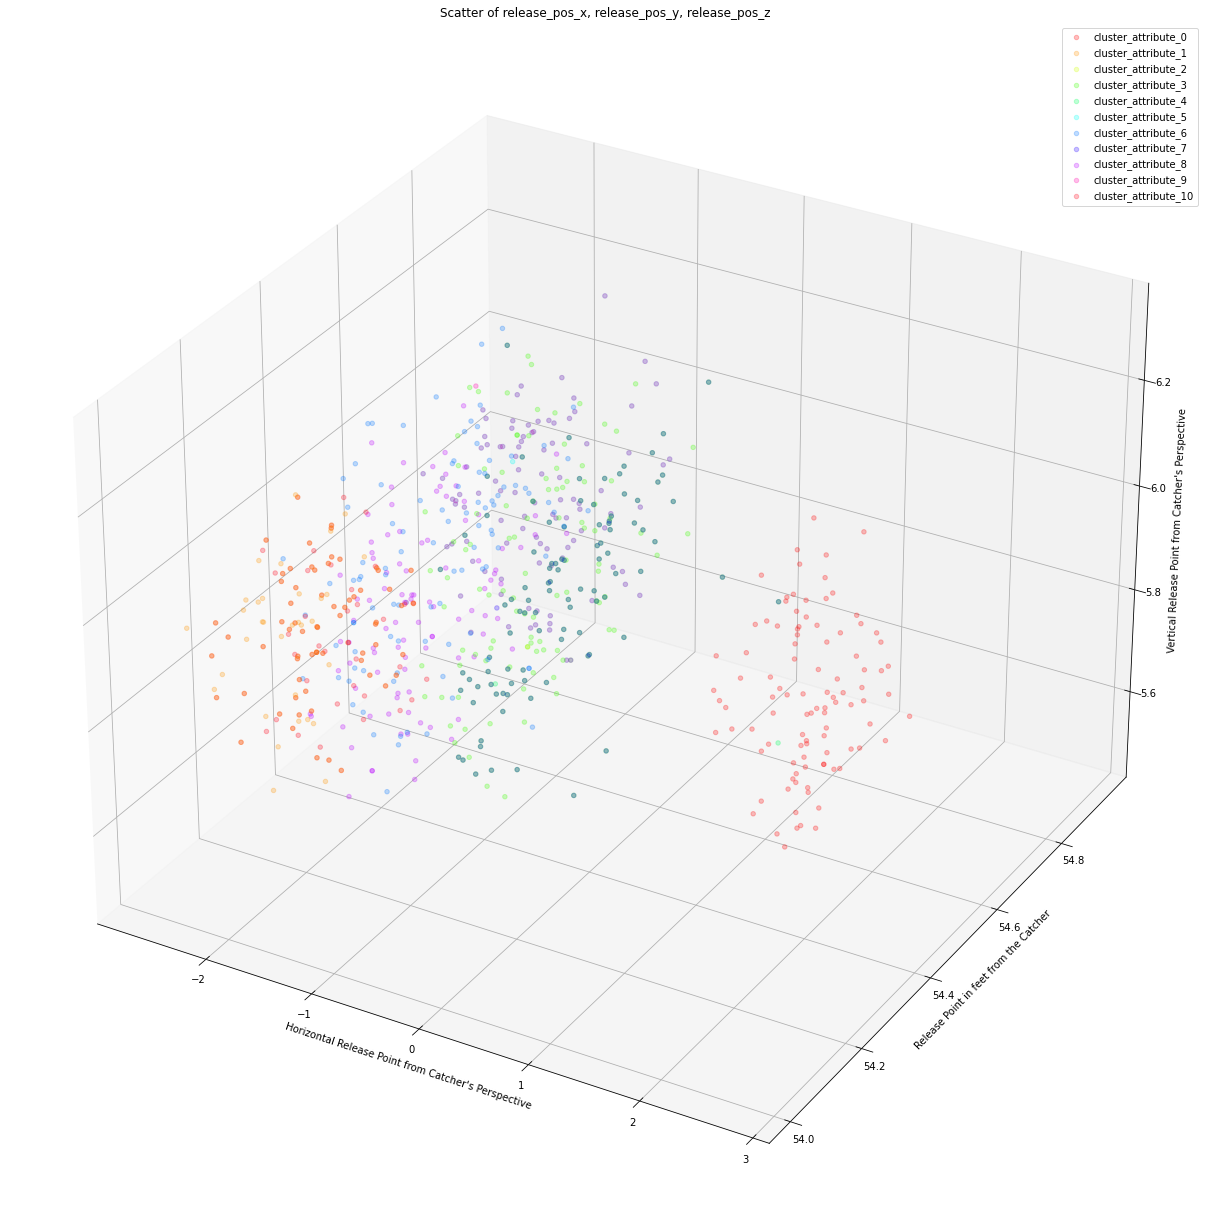 Scatter of release_pos_x, release_pos_y, release_pos_z
cluster_attribute_0
cluster_attribute_1
cluster_attribute_2
cluster_attribute_3
cluster_attribute_4
cluster_attribute_5
cluster_attribute_6
cluster_attribute_7
cluster_attribute_8
cluster_attribute_9
cluster_attribute_10
6.2
6.0
5.8
5.6
Vertical Release Point from Catcher's Perspective
54.8
54.6
54.4
54.2
54.0
Release Point in feet from the Catcher
−2
−1
0
1
2
3
Horizontal Release Point from Catcher's Perspective